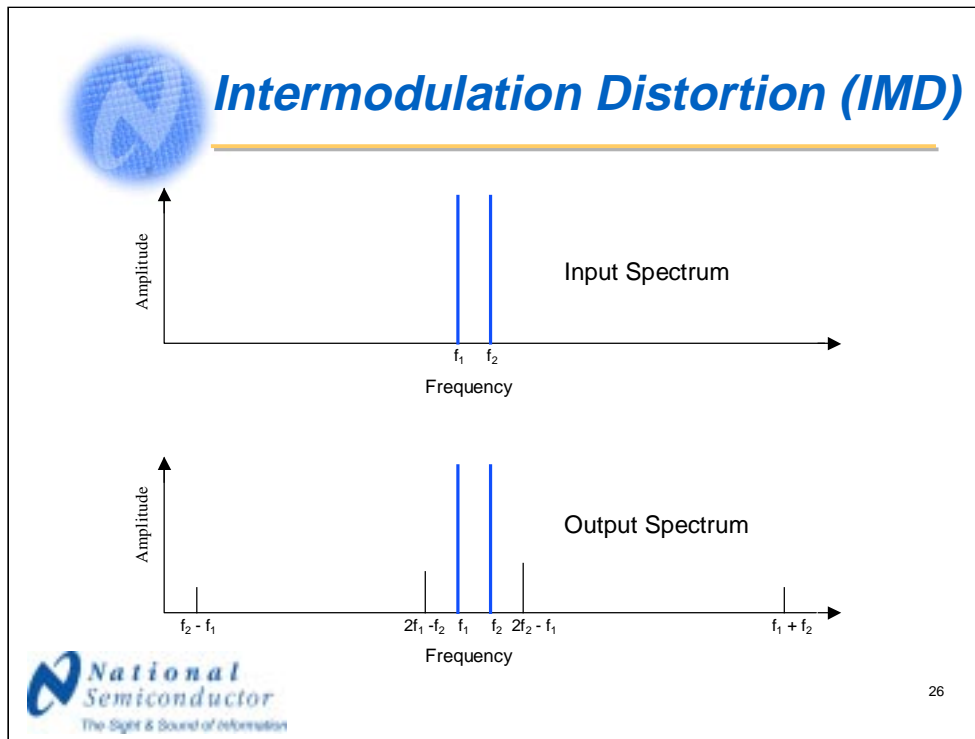 Intermodulation Distortion (IMD)
Amplitude
Input Spectrum
f₁ f₂
Frequency
Amplitude
Output Spectrum
f₂ - f₁ 2f₁ -f₂ f₁ f₂ 2f₂ - f₁ f₁ + f₂
Frequency
National
Semiconductor
The Sight & Sound of Information
26